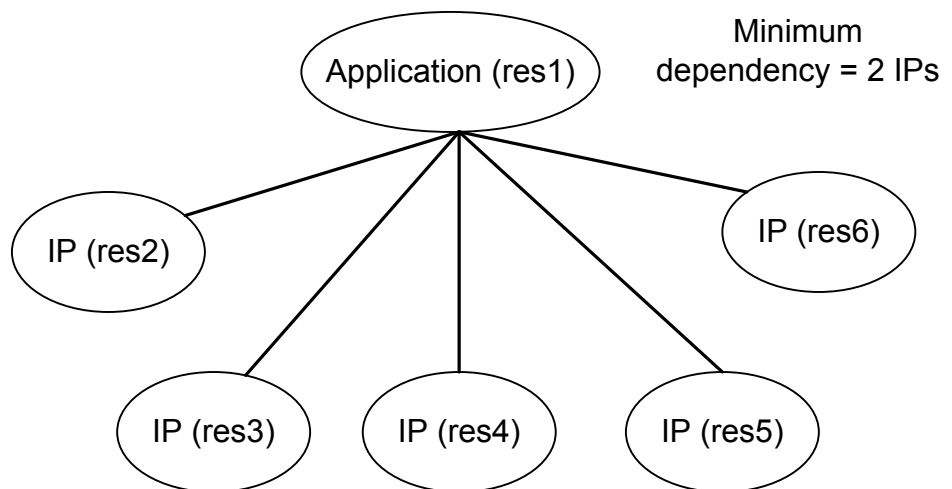 Application (res1)
Minimum
dependency = 2 IPs
IP (res2)
IP (res6)
IP (res3)
IP (res4)
IP (res5)